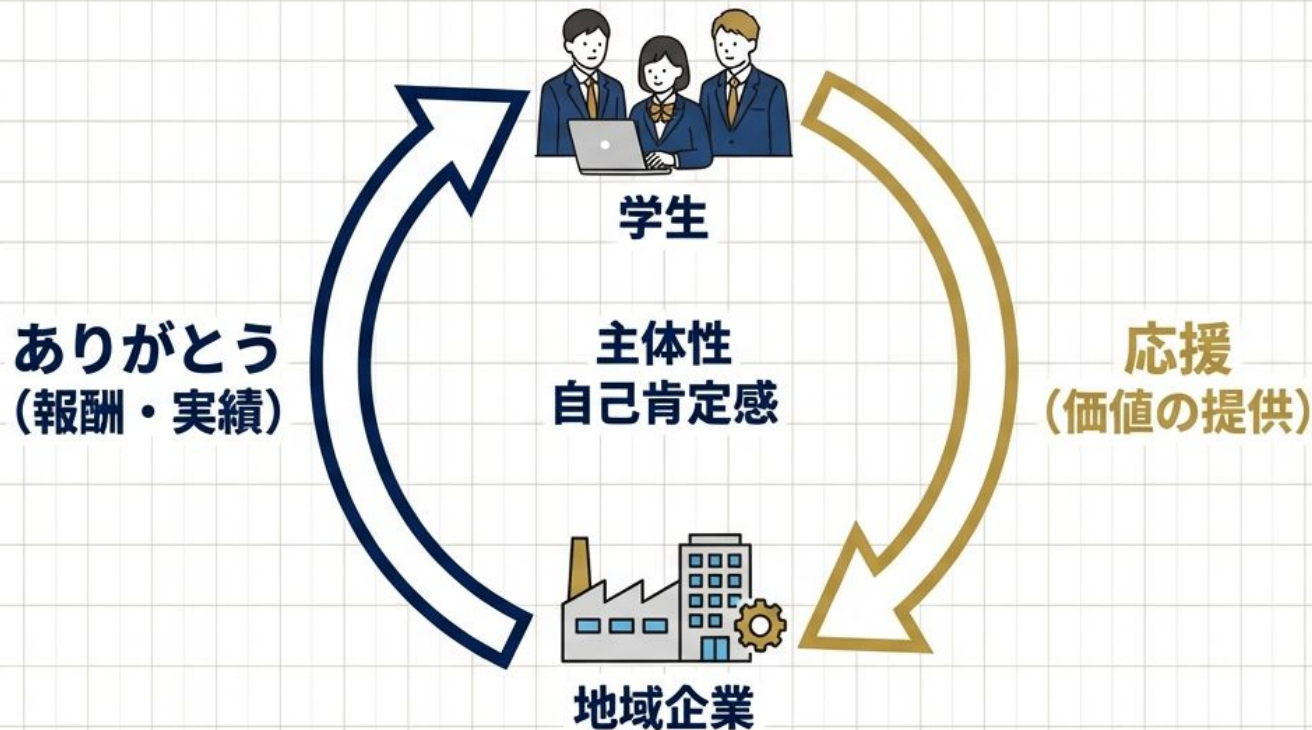 学生
ありがとう
（報酬・実績）
主体性
自己肯定感
応援
（価値の提供）
地域企業